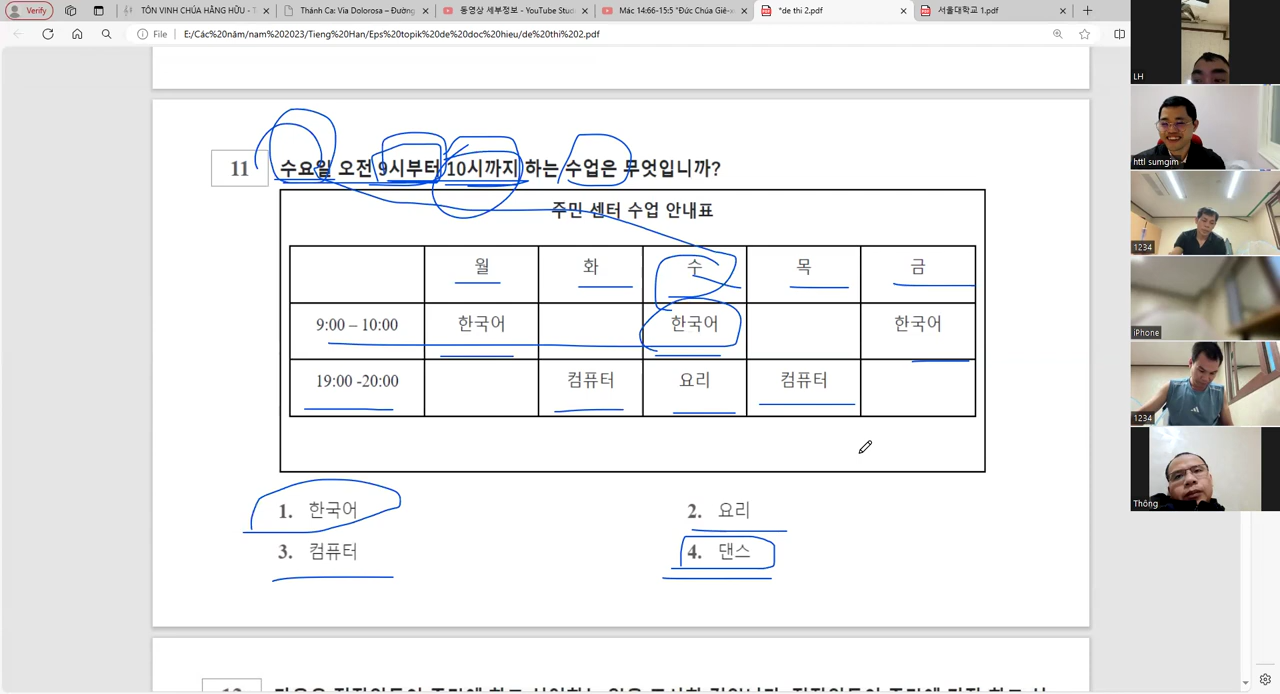 Verify
TÔN VINH CHÚA HẰNG HỮU - T
Thánh Ca: Via Dolorosa – Đường
동영상 세부정보 - YouTube Stud
Mác 14:66-15:5 "Đức Chúa Giê-
*de thi 2.pdf
서울대학교 1.pdf
File E:/Các%20năm/nam%202023/Tieng%20Han/Eps%20topik%20de%20doc%20hieu/de%20thi%202.pdf
11 수요일 오전 9시부터 10시까지 하는 수업은 무엇입니까?
주민 센터 수업 안내표
월 화 수 목 금
9:00 – 10:00 한국어 한국어 한국어
19:00 -20:00 컴퓨터 요리 컴퓨터
1. 한국어
2. 요리
3. 컴퓨터
4. 댄스
LH
httl sumgim
1234
iPhone
1234
Thông